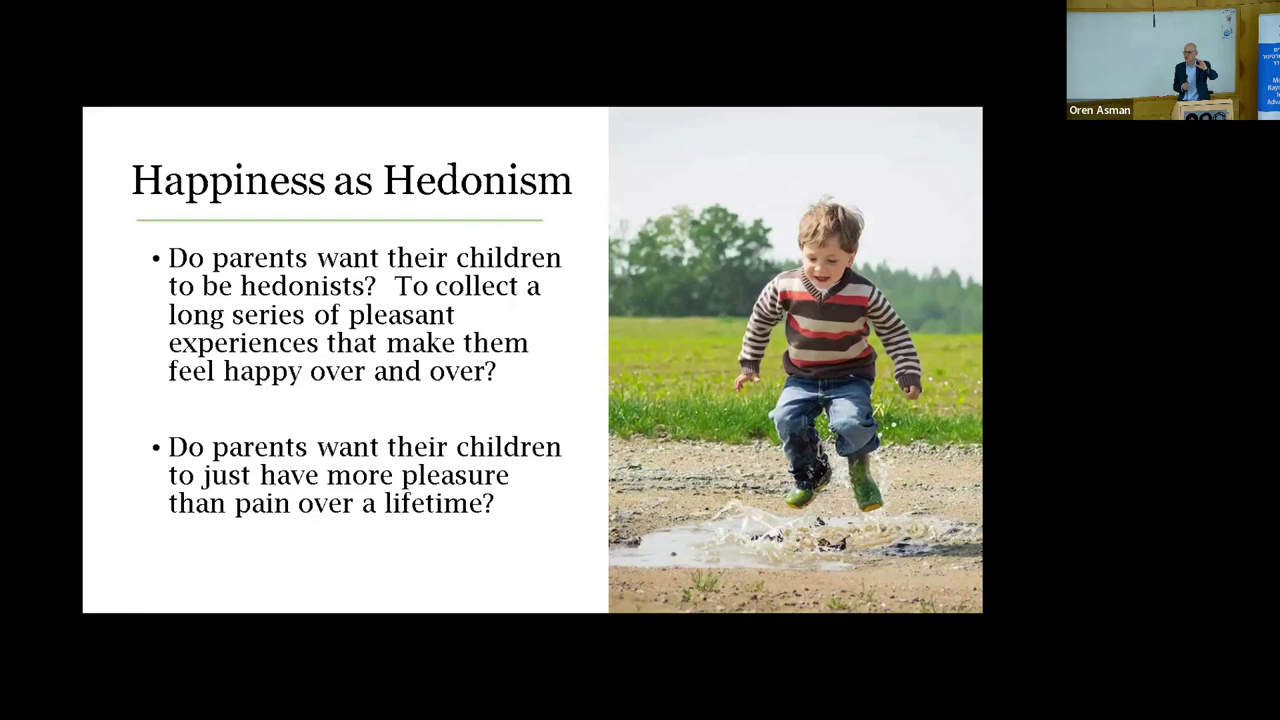 Happiness as Hedonism
• Do parents want their children
to be hedonists?  To collect a
long series of pleasant
experiences that make them
feel happy over and over?
• Do parents want their children
to just have more pleasure
than pain over a lifetime?
Oren Asman